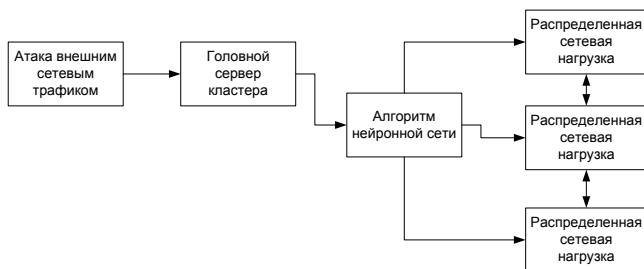 Атака внешним
сетевым
трафиком
Головной
сервер
кластера
Алгоритм
нейронной сети
Распределенная
сетевая
нагрузка
Распределенная
сетевая
нагрузка
Распределенная
сетевая
нагрузка